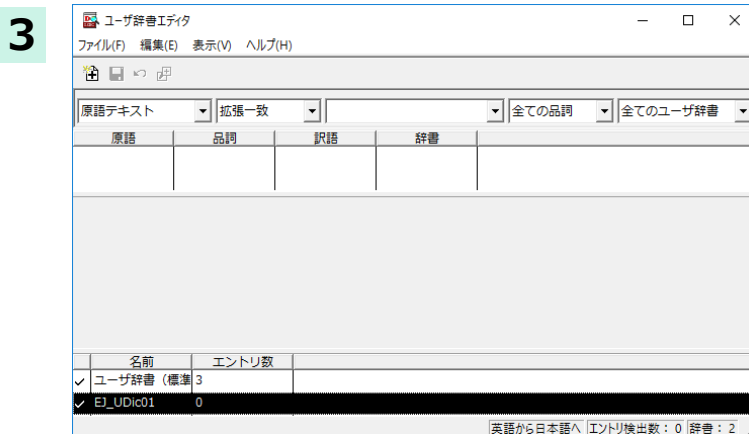 3
ユーザ辞書エディタ
ファイル(F) 編集(E) 表示(V) ヘルプ(H)
原語テキスト 拡張一致 全ての品詞 全てのユーザ辞書
原語 品詞 訳語 辞書
名前 エントリ数
ユーザ辞書（標準 3
EJ_UDic01 0
英語から日本語へ エントリ検出数： 0 辞書： 2